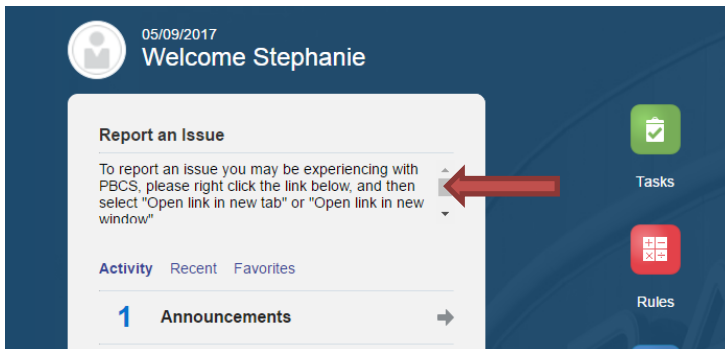 05/09/2017
Welcome Stephanie
Report an Issue
To report an issue you may be experiencing with
PBCS, please right click the link below, and then
select "Open link in new tab" or "Open link in new
window"
Activity Recent Favorites
1 Announcements
Tasks
Rules